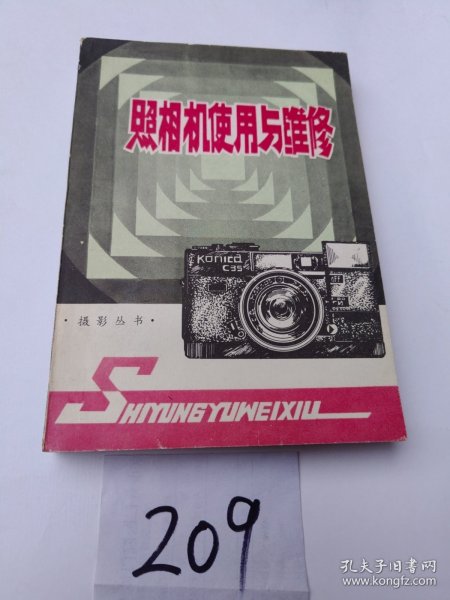 照相机使用与维修
Konica
C35
·摄影丛书·
SHIYUNGYUWEIXIU
209
孔夫子旧书网
www.kongfz.com